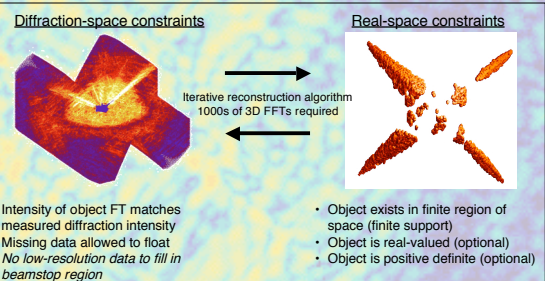 Diffraction-space constraints
Real-space constraints
Iterative reconstruction algorithm
1000s of 3D FFTs required
Intensity of object FT matches
measured diffraction intensity
Missing data allowed to float
No low-resolution data to fill in
beamstop region
• Object exists in finite region of
space (finite support)
• Object is real-valued (optional)
• Object is positive definite (optional)